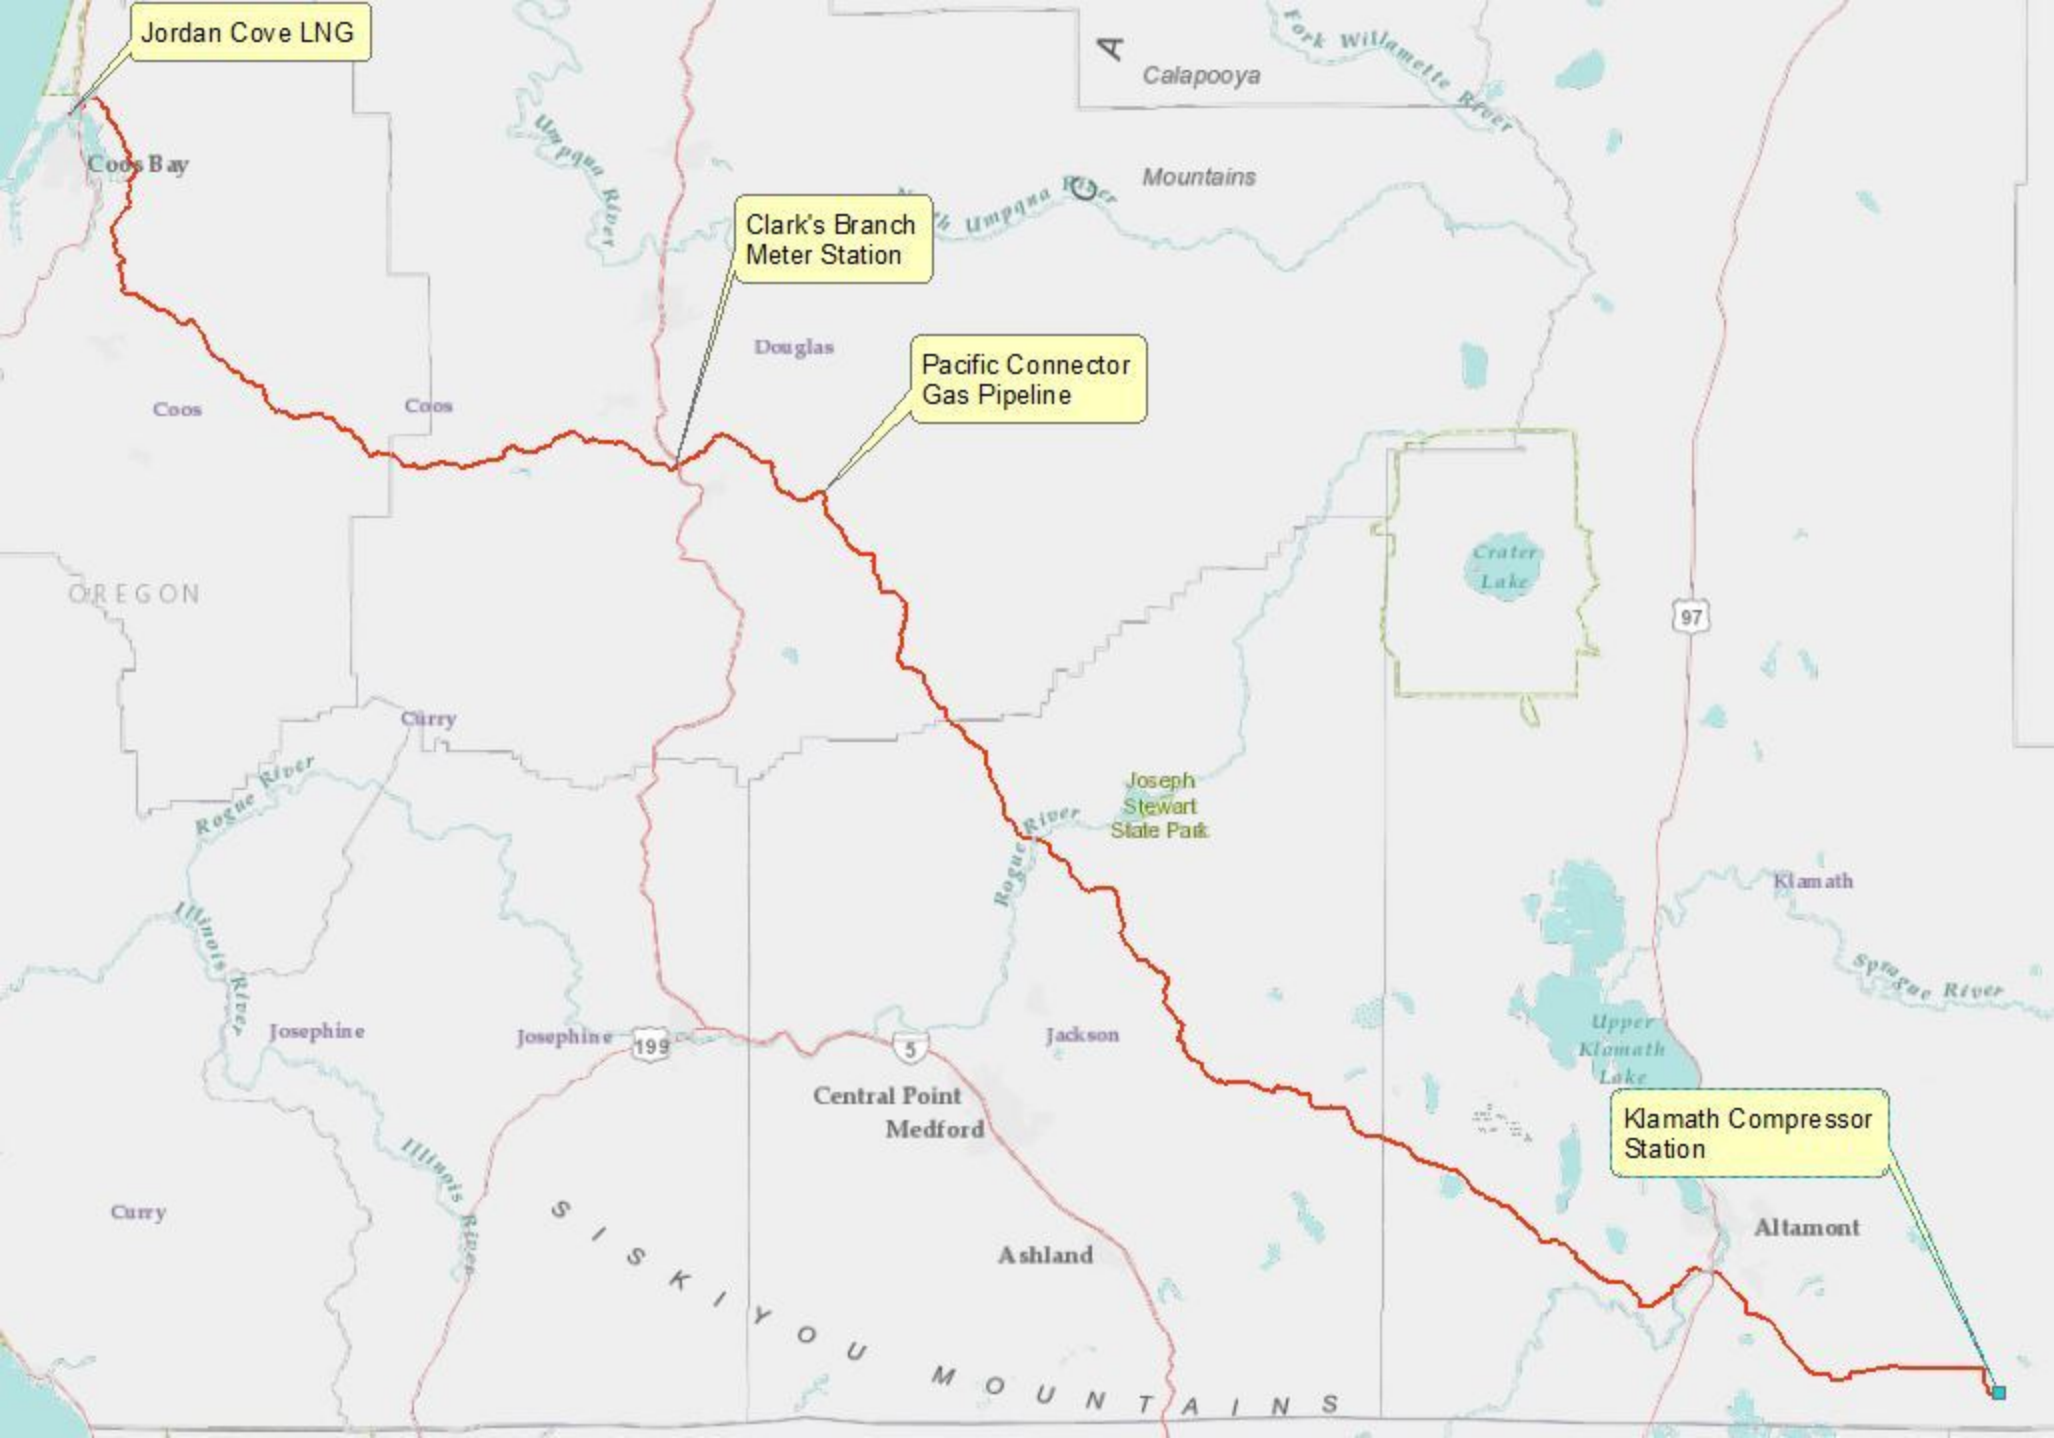 Jordan Cove LNG
A
Calapooya
Fork Willamette River
Coos Bay
Umpqua River
Mountains
Umpqua River
C
Clark's Branch
Meter Station
Douglas
Pacific Connector
Gas Pipeline
Coos
Coos
Crater
Lake
OREGON
97
Curry
Rogue River
Joseph
Stewart
State Park
Rogue River
Klamath
Illinois River
Sprague River
Josephine
Josephine
199
5
Jackson
Upper
Klamath
Lake
Central Point
Medford
Klamath Compressor
Station
Illinois River
Curry
Altamont
Ashland
SISKIYOU MOUNTAINS